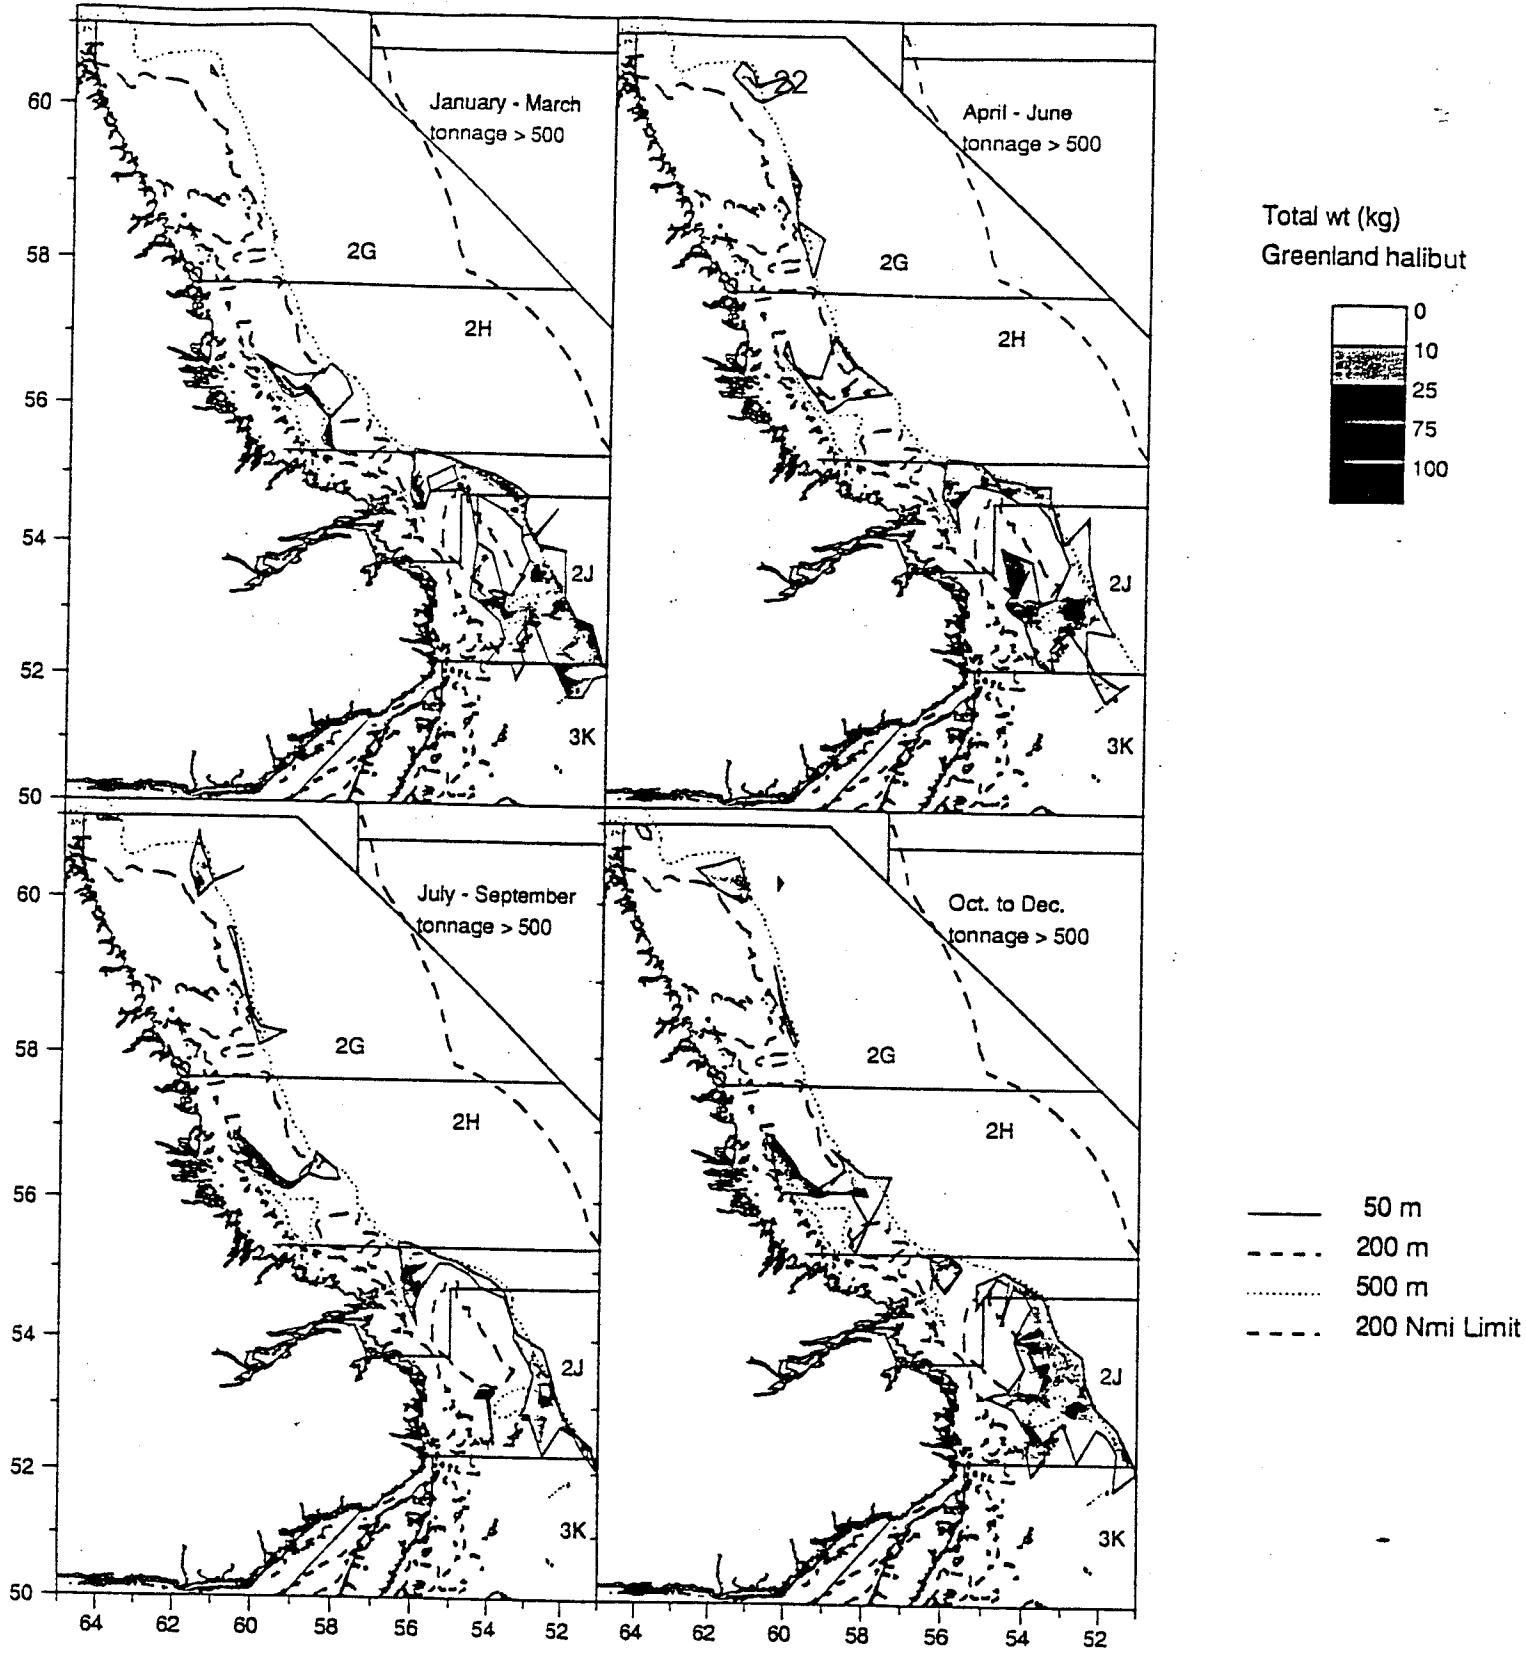 January - March
tonnage > 500
2G
2H
2J
3K
60
58
56
54
52
50
22
April - June
tonnage > 500
2G
2H
2J
3K
Total wt (kg)
Greenland halibut
0
10
25
75
100
July - September
tonnage > 500
2G
2H
2J
3K
60
58
56
54
52
50
64 62 60 58 56 54 52
Oct. to Dec.
tonnage > 500
2G
2H
2J
3K
64 62 60 58 56 54 52
50 m
200 m
500 m
200 Nmi Limit